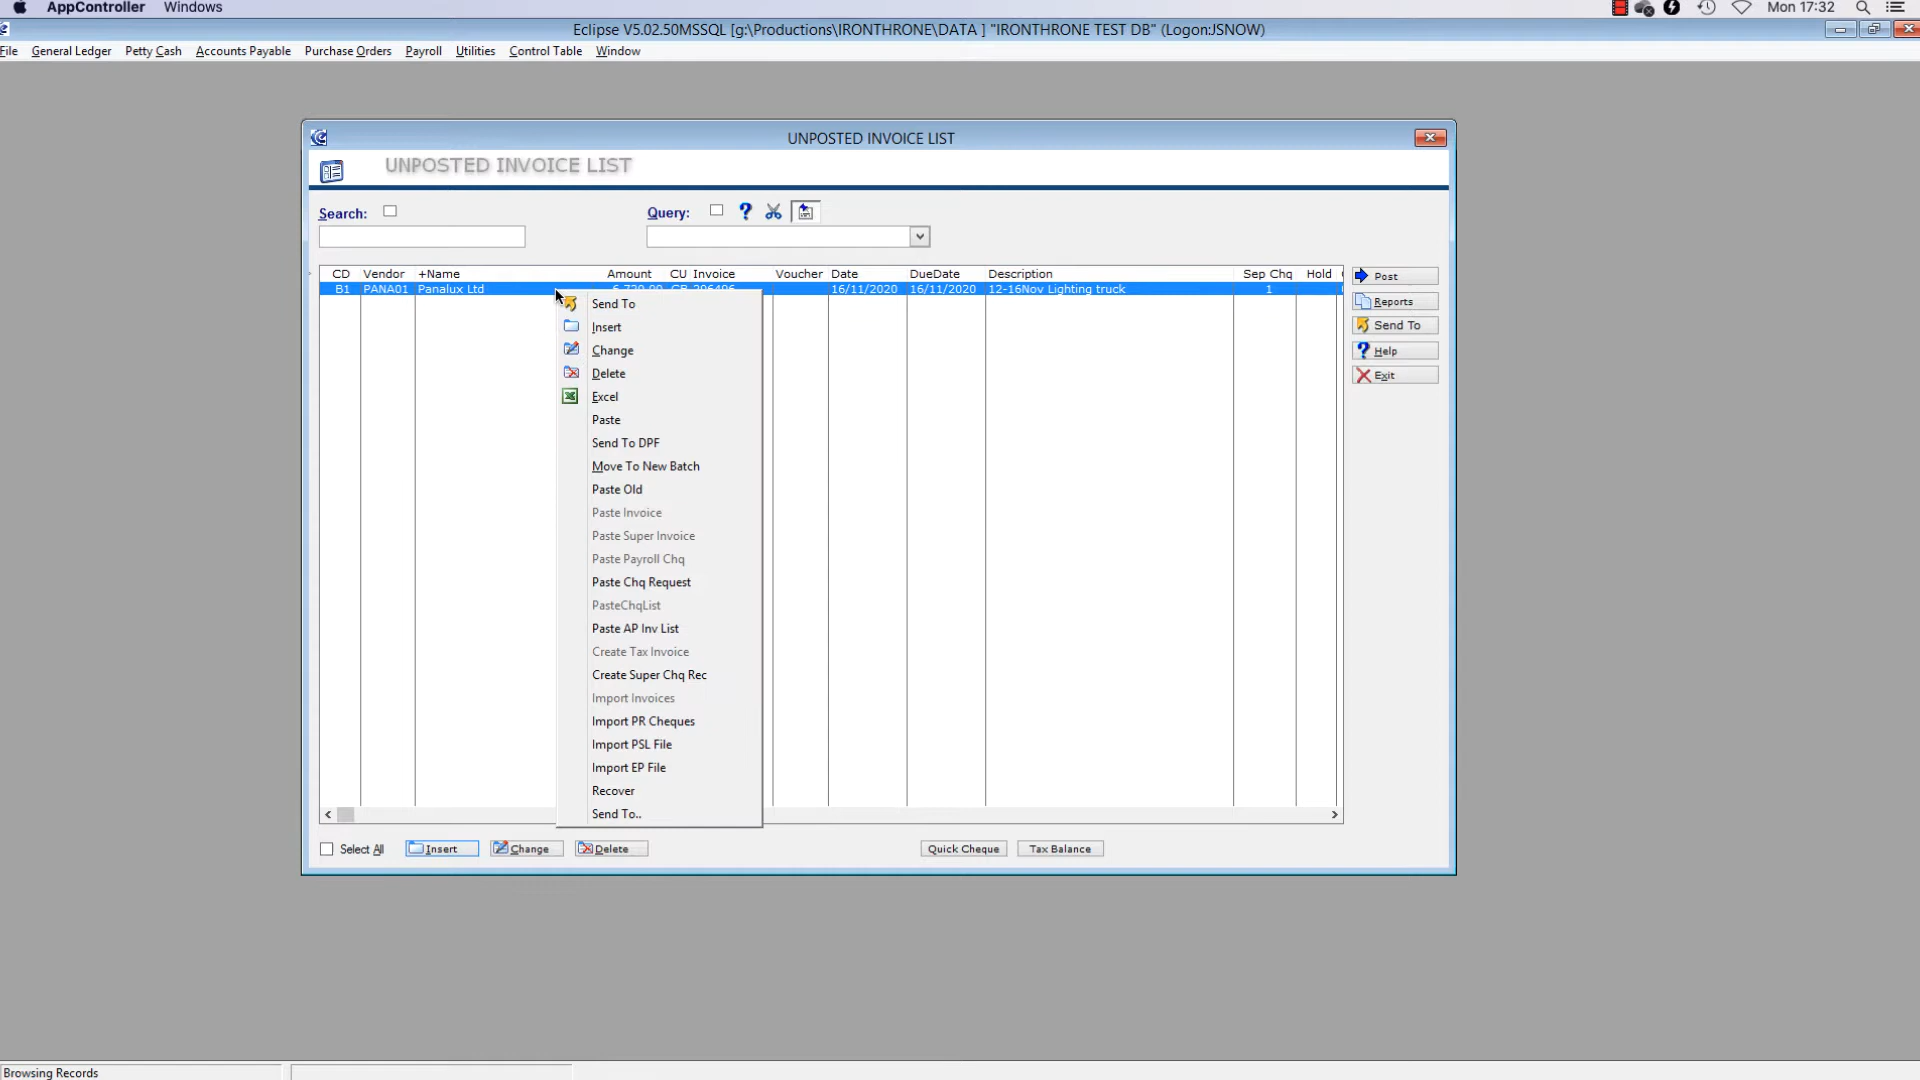 AppController Windows Mon 17:32
Eclipse V5.02.50MSSQL [g:\Productions\IRONTHRONE\DATA ] "IRONTHRONE TEST DB" (Logon:JSNOW)
File General Ledger Petty Cash Accounts Payable Purchase Orders Payroll Utilities Control Table Window
UNPOSTED INVOICE LIST
UNPOSTED INVOICE LIST
Search: Query:
CD Vendor +Name Amount CU Invoice Voucher Date DueDate Description Sep Chq Hold
B1 PANA01 Panalux Ltd 6,720.00 GB 206406 16/11/2020 16/11/2020 12-16Nov Lighting truck 1
Send To
Insert
Change
Delete
Excel
Paste
Send To DPF
Move To New Batch
Paste Old
Paste Invoice
Paste Super Invoice
Paste Payroll Chq
Paste Chq Request
PasteChqList
Paste AP Inv List
Create Tax Invoice
Create Super Chq Rec
Import Invoices
Import PR Cheques
Import PSL File
Import EP File
Recover
Send To..
Post
Reports
Send To
Help
Exit
Select All Insert Change Delete Quick Cheque Tax Balance
Browsing Records